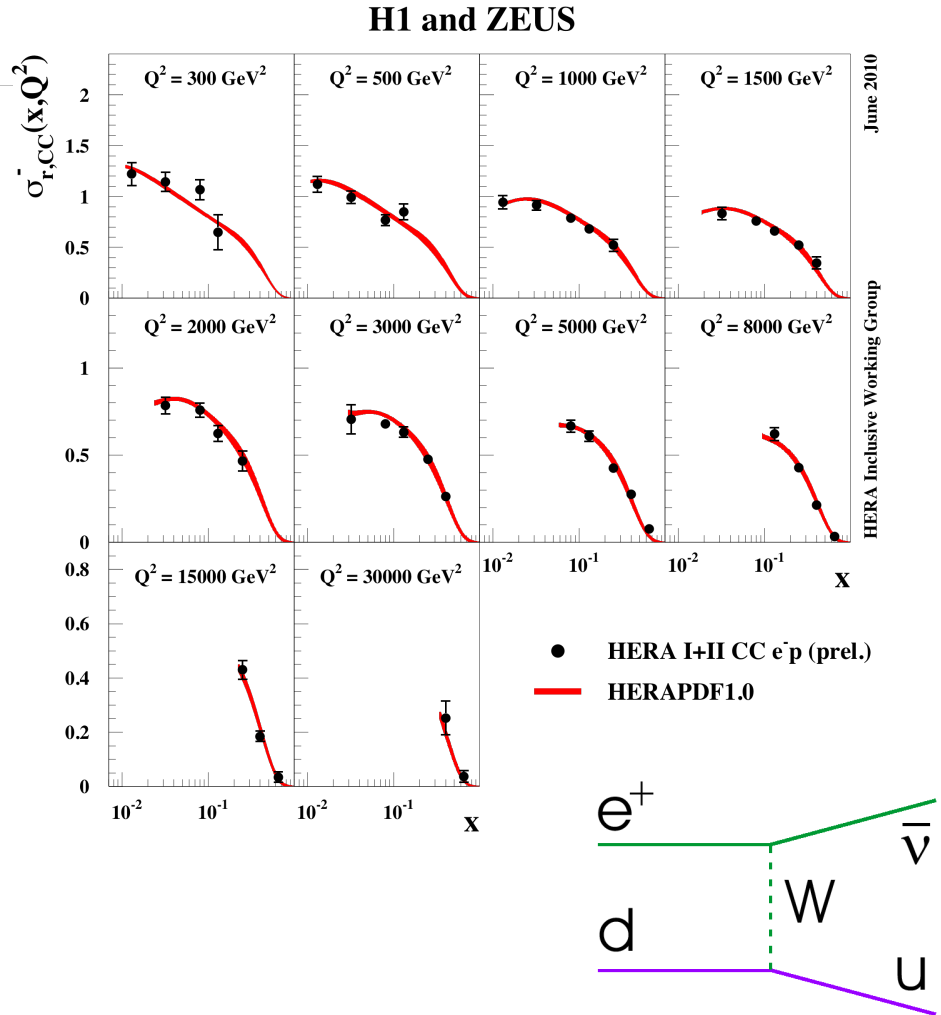 H1 and ZEUS
σ⁻r,CC(x,Q²)
June 2010
HERA Inclusive Working Group
Q² = 300 GeV²
Q² = 500 GeV²
Q² = 1000 GeV²
Q² = 1500 GeV²
2
1.5
1
0.5
0
Q² = 2000 GeV²
Q² = 3000 GeV²
Q² = 5000 GeV²
Q² = 8000 GeV²
1
0.5
0
10⁻² 10⁻¹ 10⁻² 10⁻¹
x
Q² = 15000 GeV²
Q² = 30000 GeV²
0.8
0.6
0.4
0.2
0
10⁻² 10⁻¹ 10⁻² 10⁻¹
x
HERA I+II CC e⁻p (prel.)
HERAPDF1.0
e⁺
ν̅
W
d
u